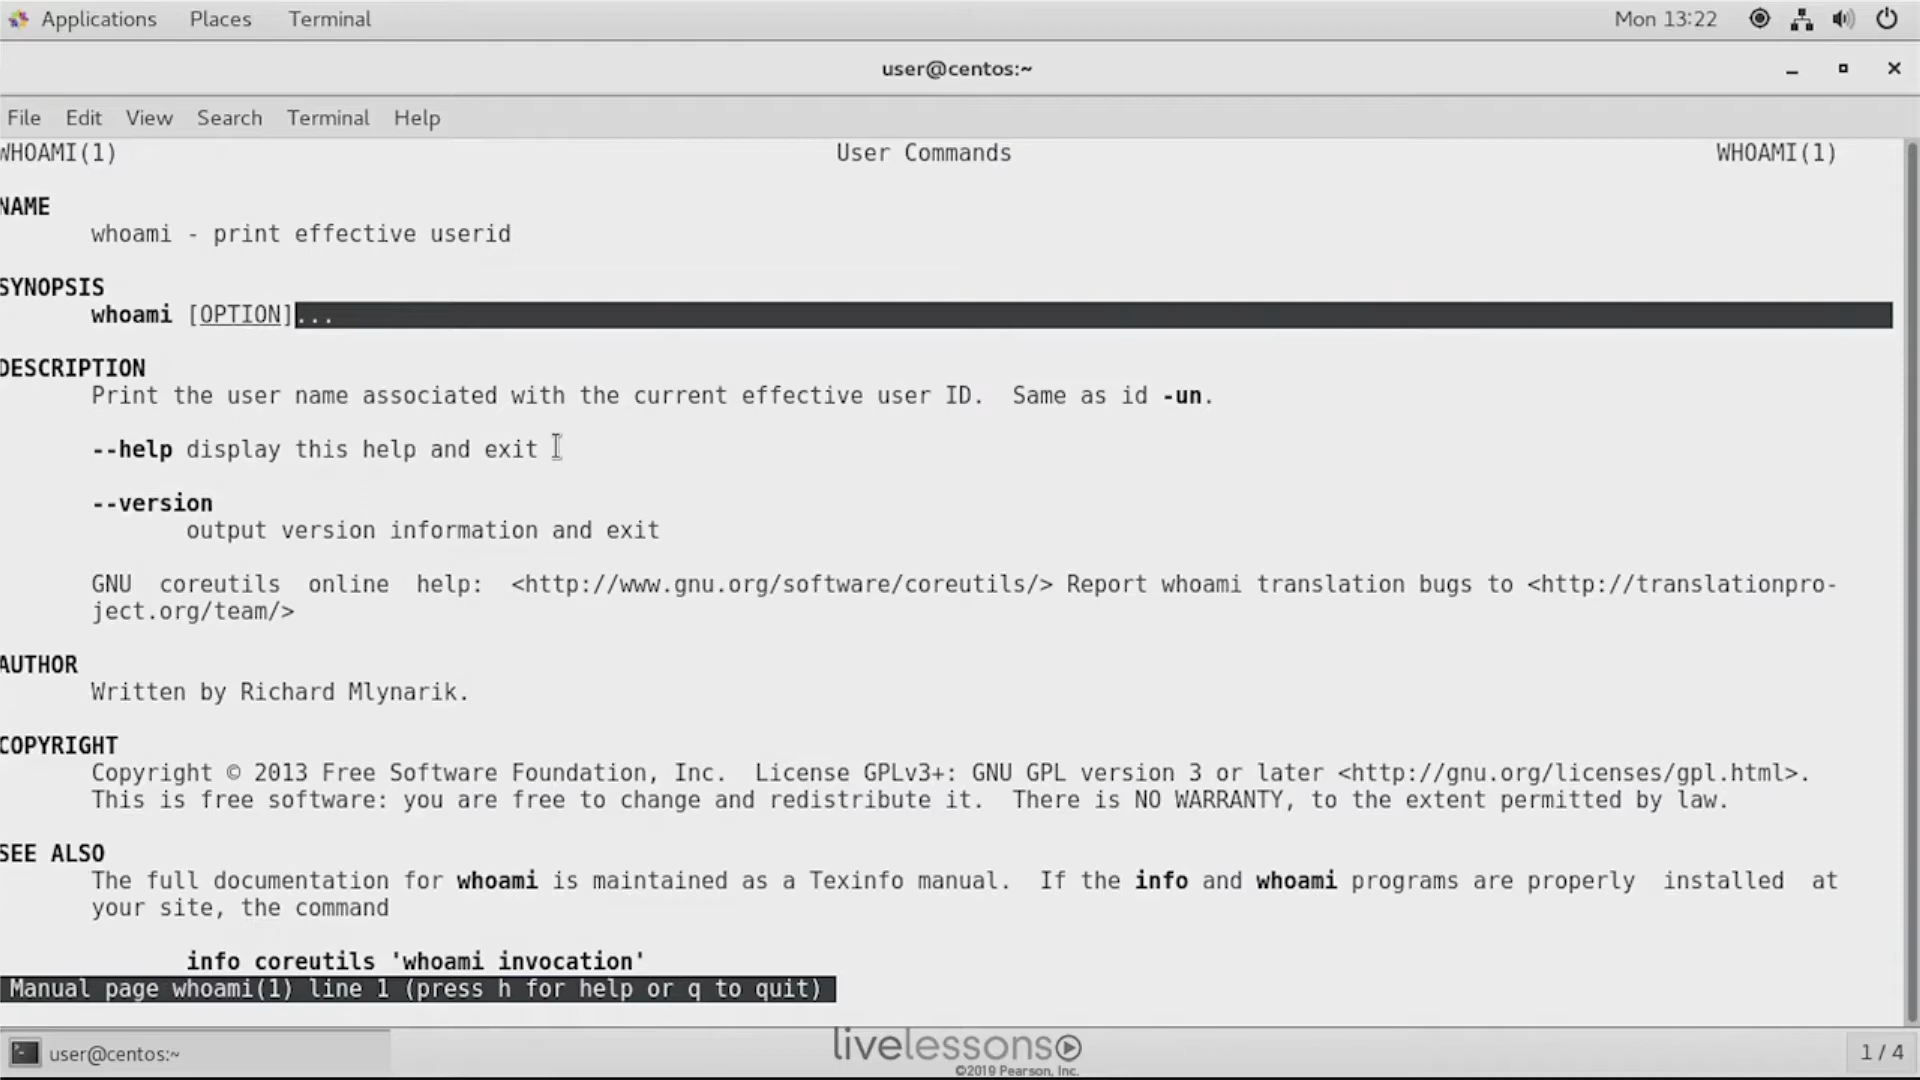 Applications Places Terminal Mon 13:22
user@centos:~
File Edit View Search Terminal Help
WHOAMI(1) User Commands WHOAMI(1)
NAME
whoami - print effective userid
SYNOPSIS
whoami [OPTION]...
DESCRIPTION
Print the user name associated with the current effective user ID. Same as id -un.
--help display this help and exit
--version
output version information and exit
GNU coreutils online help: <http://www.gnu.org/software/coreutils/> Report whoami translation bugs to <http://translationpro-
ject.org/team/>
AUTHOR
Written by Richard Mlynarik.
COPYRIGHT
Copyright © 2013 Free Software Foundation, Inc. License GPLv3+: GNU GPL version 3 or later <http://gnu.org/licenses/gpl.html>.
This is free software: you are free to change and redistribute it. There is NO WARRANTY, to the extent permitted by law.
SEE ALSO
The full documentation for whoami is maintained as a Texinfo manual. If the info and whoami programs are properly installed at
your site, the command
info coreutils 'whoami invocation'
Manual page whoami(1) line 1 (press h for help or q to quit)
user@centos:~ livelessons 1 / 4
©2019 Pearson, Inc.